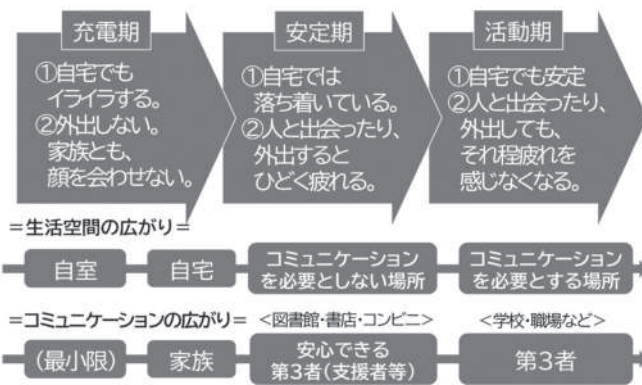 充電期
①自宅でも
イライラする。
②外出しない。
家族とも、
顔を会わせない。
安定期
①自宅では
落ち着いている。
②人と出会ったり、
外出すると
ひどく疲れる。
活動期
①自宅でも安定
②人と出会ったり、
外出しても、
それ程疲れを
感じなくなる。
=生活空間の広がり=
自室
自宅
コミュニケーション
を必要としない場所
コミュニケーション
を必要とする場所
=コミュニケーションの広がり=
<図書館・書店・コンビニ>
<学校・職場など>
(最小限)
家族
安心できる
第3者(支援者等)
第3者